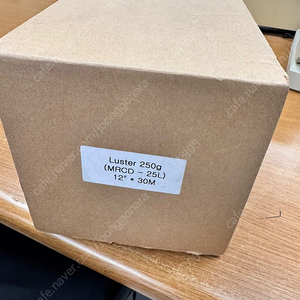 Luster 250g
(MRCD - 25L)
12" * 30M